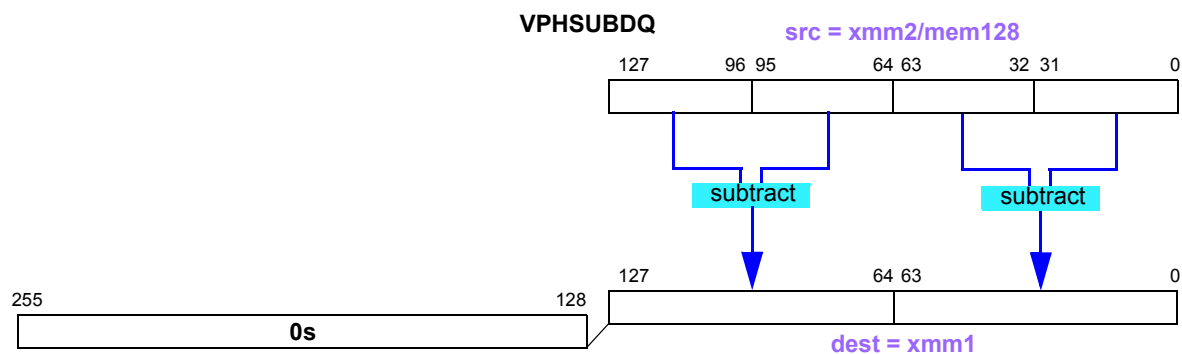 VPHSUBDQ
src = xmm2/mem128
127 96 95 64 63 32 31 0
subtract subtract
127 64 63 0
255 128
0s
dest = xmm1